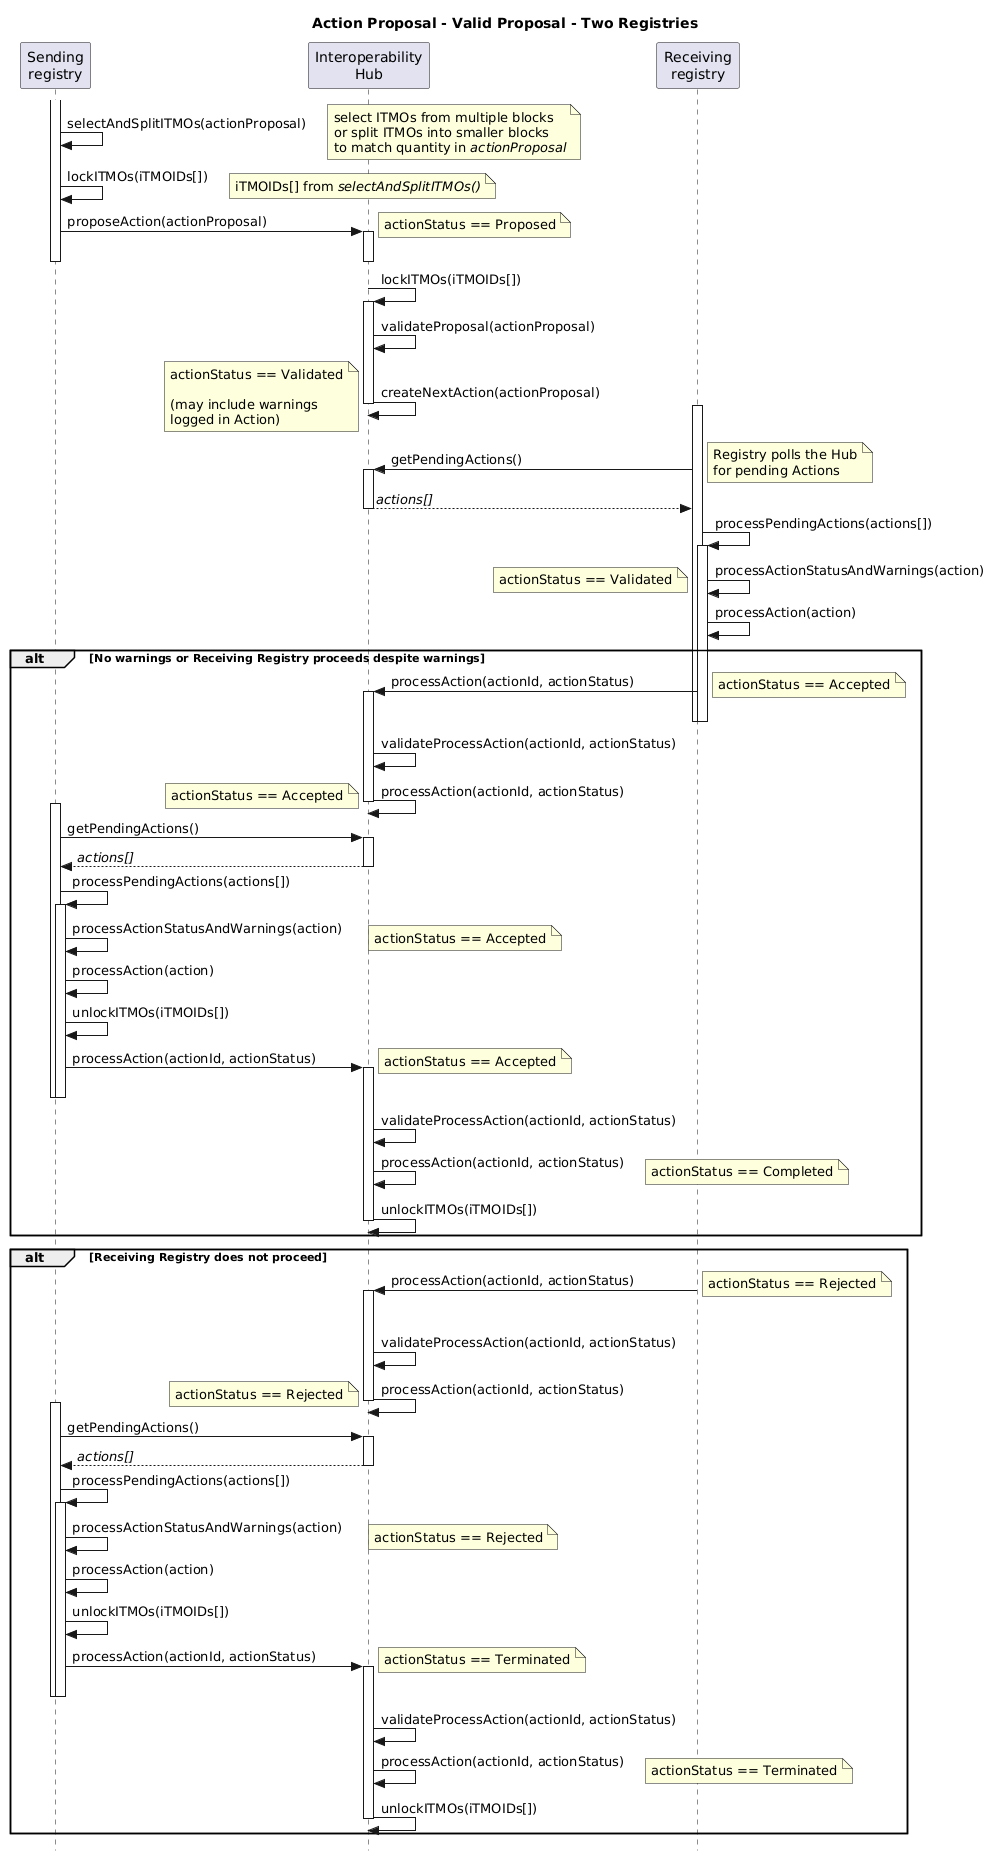 Action Proposal - Valid Proposal - Two Registries
Sending
registry
Interoperability
Hub
Receiving
registry
selectAndSplitITMOs(actionProposal)
select ITMOs from multiple blocks
or split ITMOs into smaller blocks
to match quantity in actionProposal
lockITMOs(iTMOIDs[])
iTMOIDs[] from selectAndSplitITMOs()
proposeAction(actionProposal)
actionStatus == Proposed
lockITMOs(iTMOIDs[])
validateProposal(actionProposal)
actionStatus == Validated
(may include warnings
logged in Action)
createNextAction(actionProposal)
getPendingActions()
Registry polls the Hub
for pending Actions
actions[]
processPendingActions(actions[])
actionStatus == Validated
processActionStatusAndWarnings(action)
processAction(action)
alt
[No warnings or Receiving Registry proceeds despite warnings]
processAction(actionId, actionStatus)
actionStatus == Accepted
validateProcessAction(actionId, actionStatus)
actionStatus == Accepted
processAction(actionId, actionStatus)
getPendingActions()
actions[]
processPendingActions(actions[])
processActionStatusAndWarnings(action)
actionStatus == Accepted
processAction(action)
unlockITMOs(iTMOIDs[])
processAction(actionId, actionStatus)
actionStatus == Accepted
validateProcessAction(actionId, actionStatus)
processAction(actionId, actionStatus)
actionStatus == Completed
unlockITMOs(iTMOIDs[])
alt
[Receiving Registry does not proceed]
processAction(actionId, actionStatus)
actionStatus == Rejected
validateProcessAction(actionId, actionStatus)
actionStatus == Rejected
processAction(actionId, actionStatus)
getPendingActions()
actions[]
processPendingActions(actions[])
processActionStatusAndWarnings(action)
actionStatus == Rejected
processAction(action)
unlockITMOs(iTMOIDs[])
processAction(actionId, actionStatus)
actionStatus == Terminated
validateProcessAction(actionId, actionStatus)
processAction(actionId, actionStatus)
actionStatus == Terminated
unlockITMOs(iTMOIDs[])